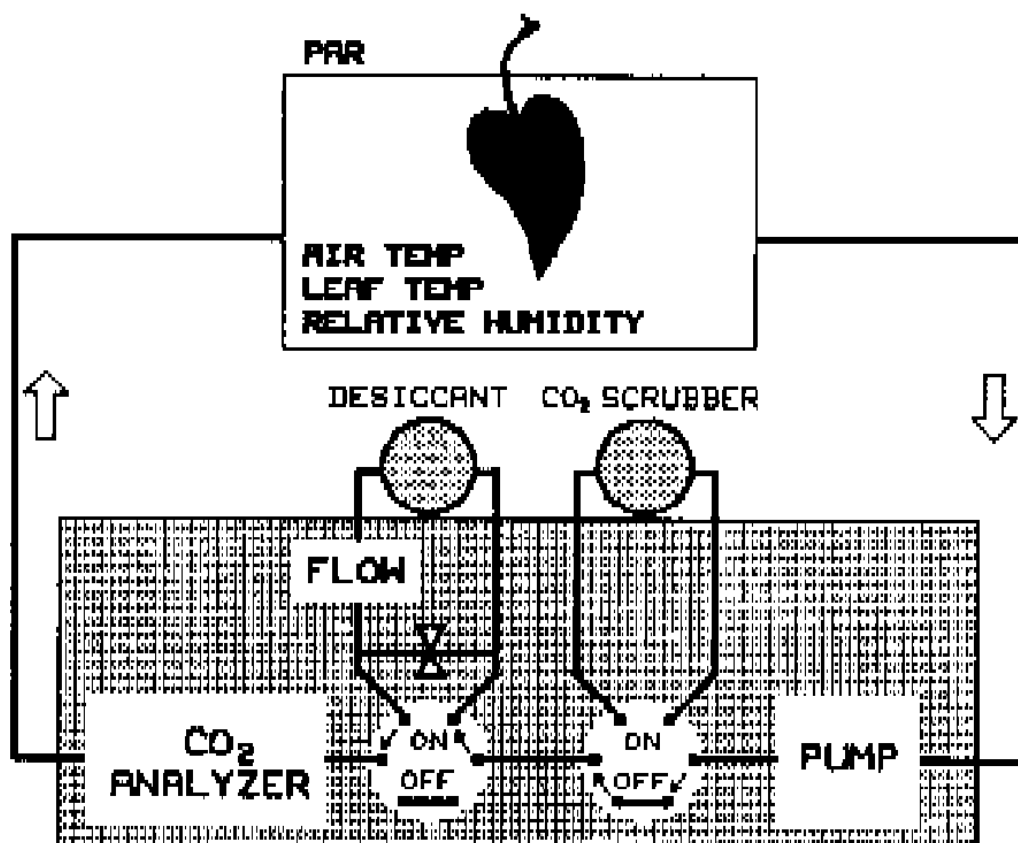 PAR
AIR TEMP
LEAF TEMP
RELATIVE HUMIDITY
DESICCANT
CO₂ SCRUBBER
FLOW
ON
OFF
ON
OFF
CO₂
ANALYZER
PUMP